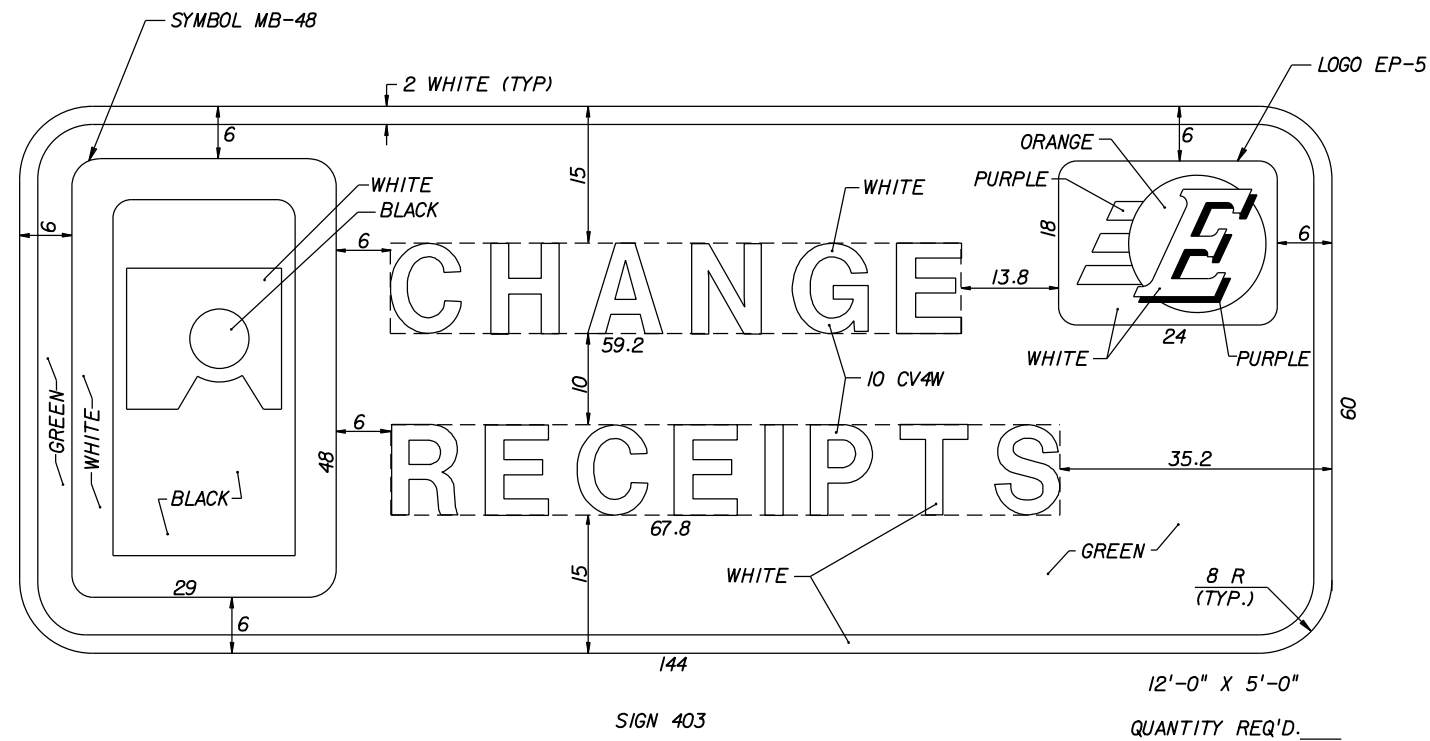 SYMBOL MB-48
2 WHITE (TYP)
LOGO EP-5
6
6
ORANGE
15
WHITE
BLACK
WHITE
PURPLE
18
6
6
6
E
CHANGE
13.8
59.2
24
WHITE
PURPLE
GREEN
WHITE
10
10 CV4W
60
6
48
RECEIPTS
35.2
BLACK
67.8
GREEN
29
15
WHITE
8 R
(TYP.)
6
144
12'-0" X 5'-0"
SIGN 403
QUANTITY REQ'D.____